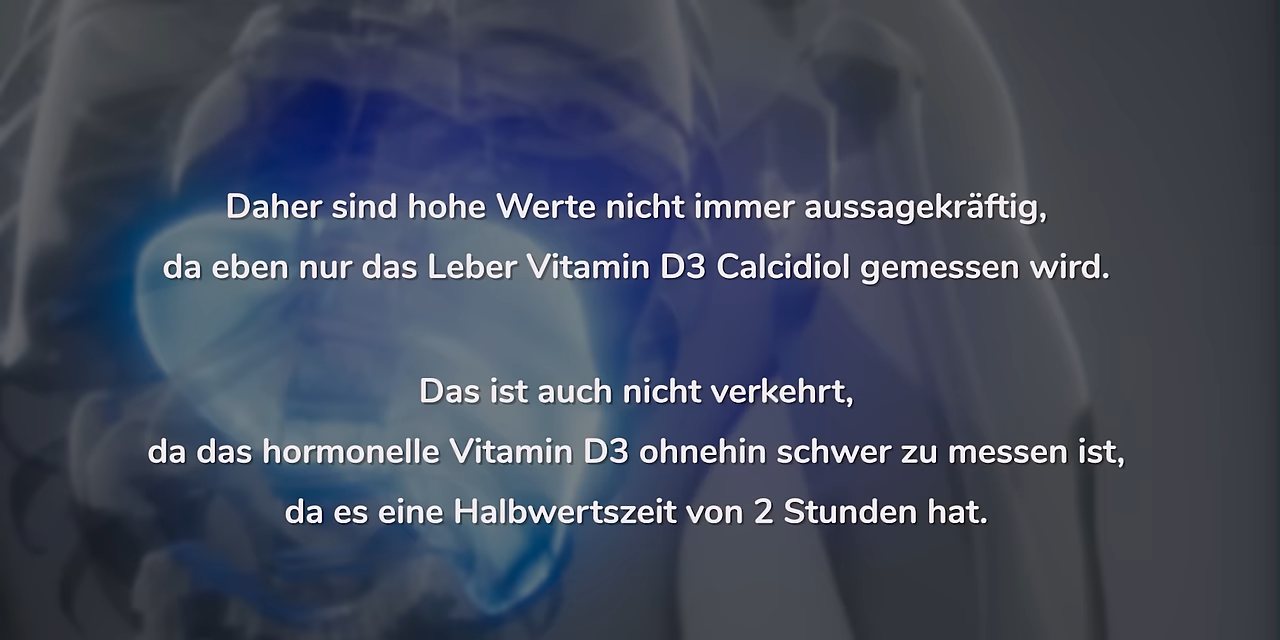 Daher sind hohe Werte nicht immer aussagekräftig,
da eben nur das Leber Vitamin D3 Calcidiol gemessen wird.
Das ist auch nicht verkehrt,
da das hormonelle Vitamin D3 ohnehin schwer zu messen ist,
da es eine Halbwertszeit von 2 Stunden hat.